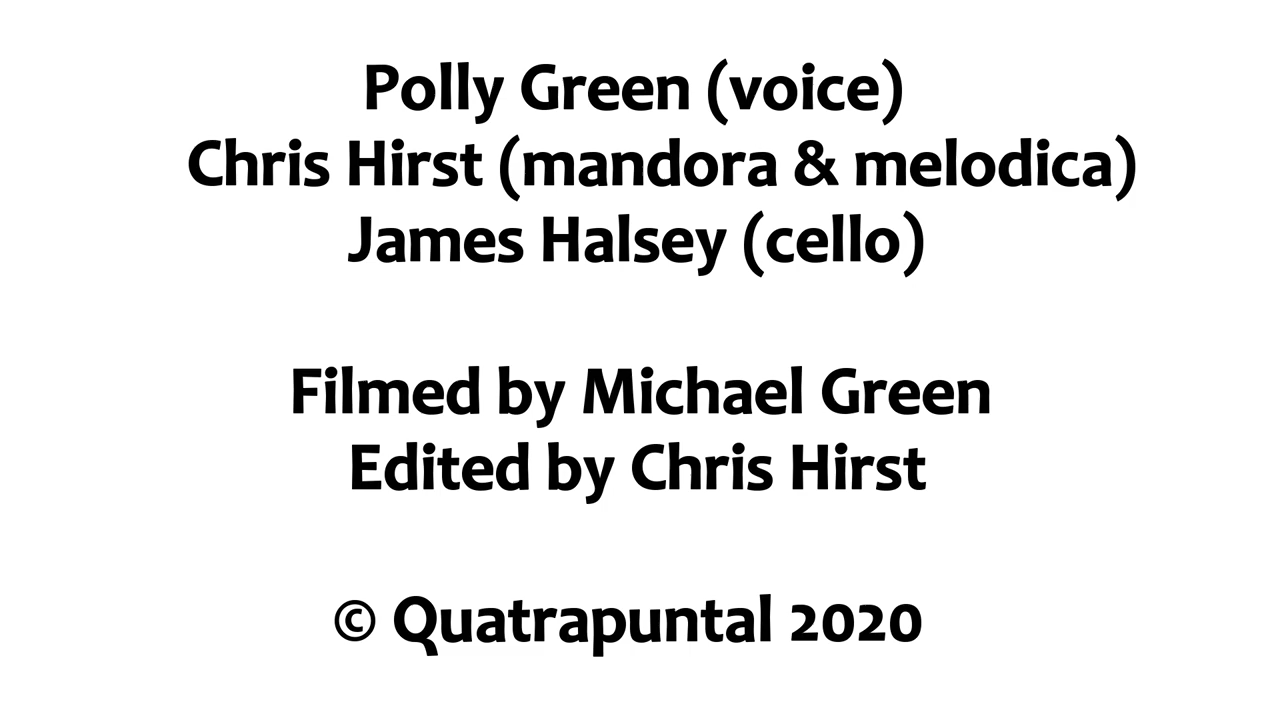 Polly Green (voice)
Chris Hirst (mandora & melodica)
James Halsey (cello)
Filmed by Michael Green
Edited by Chris Hirst
© Quatrapuntal 2020